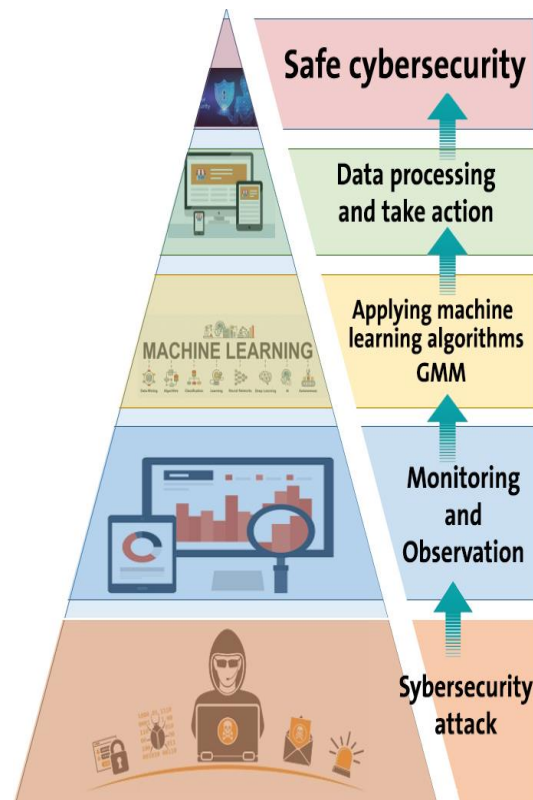 Safe cybersecurity
Data processing
and take action
Applying machine
learning algorithms
GMM
MACHINE LEARNING
Monitoring
and
Observation
Sybersecurity
attack